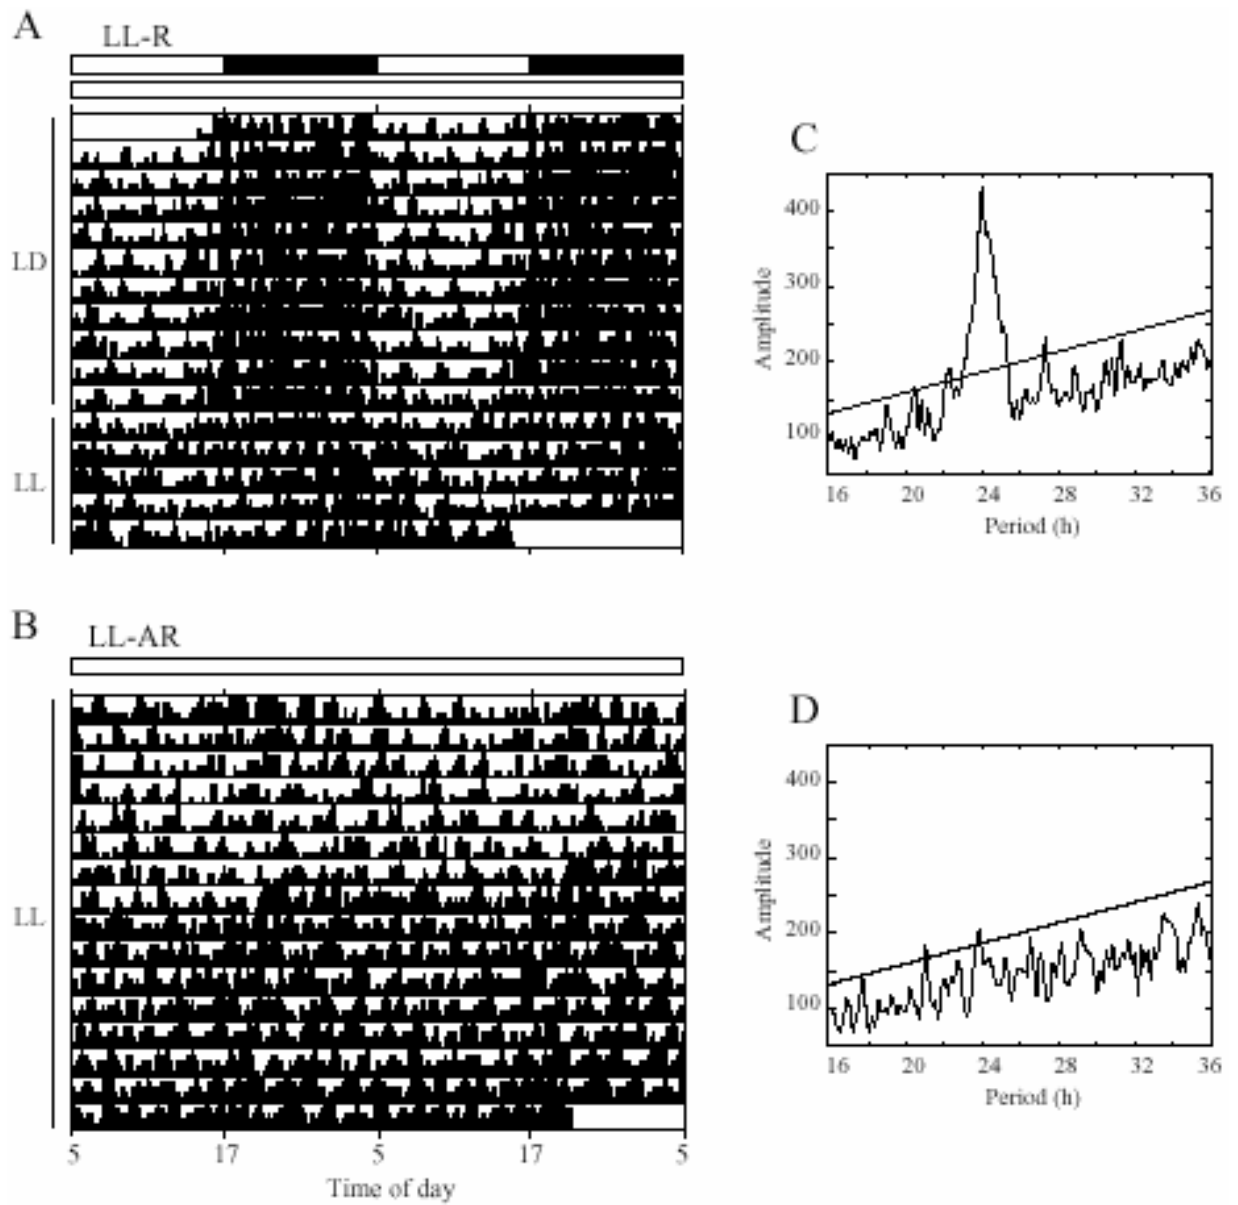 A
LL-R
LD
LL
C
400
300
200
100
Amplitude
16 20 24 28 32 36
Period (h)
B
LL-AR
LL
5 17 5 17 5
Time of day
D
400
300
200
100
Amplitude
16 20 24 28 32 36
Period (h)